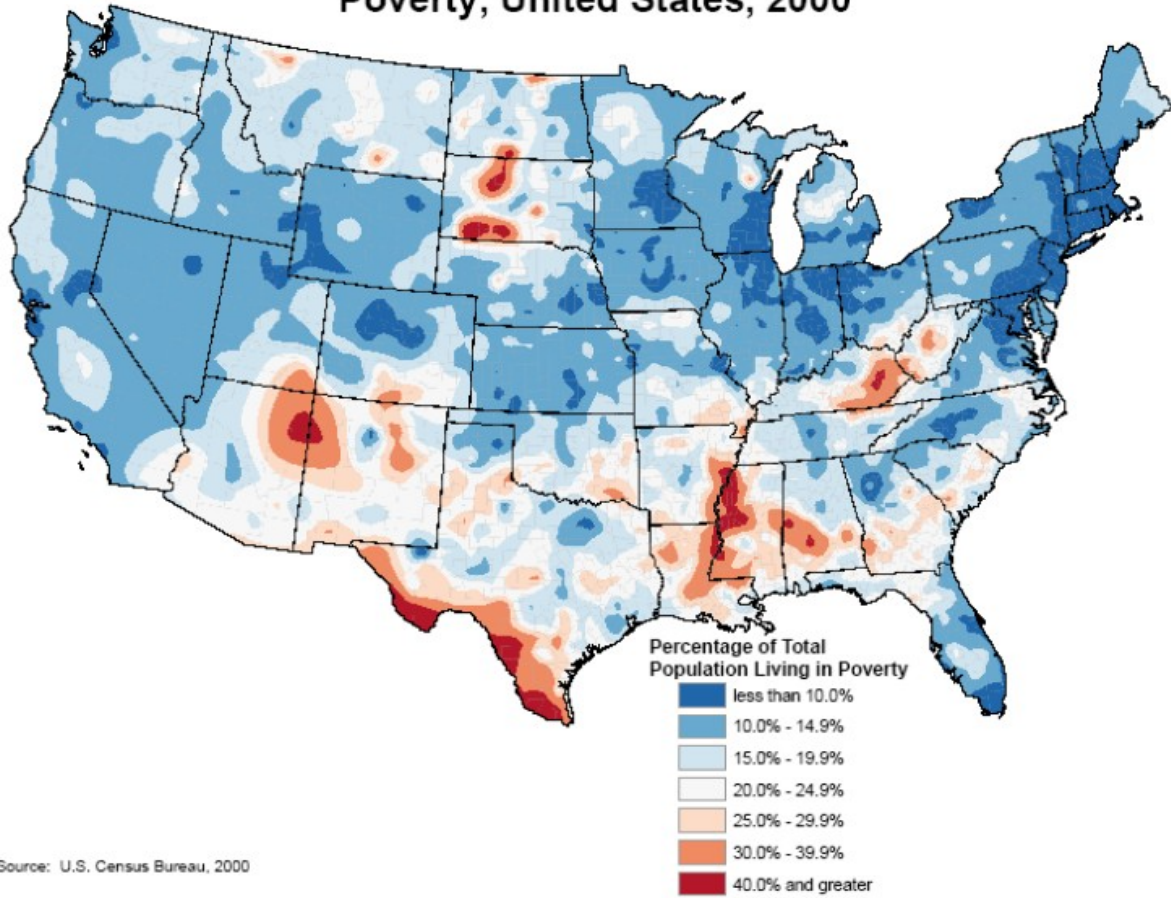 Poverty, United States, 2000
Percentage of Total
Population Living in Poverty
less than 10.0%
10.0% - 14.9%
15.0% - 19.9%
20.0% - 24.9%
25.0% - 29.9%
30.0% - 39.9%
40.0% and greater
Source: U.S. Census Bureau, 2000